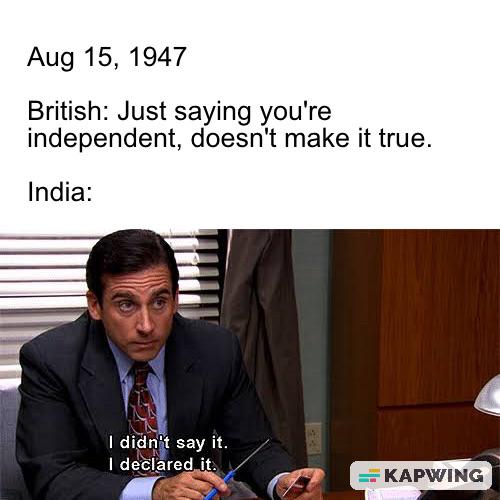 Aug 15, 1947
British: Just saying you're
independent, doesn't make it true.
India:
I didn't say it.
I declared it.
KAPWING